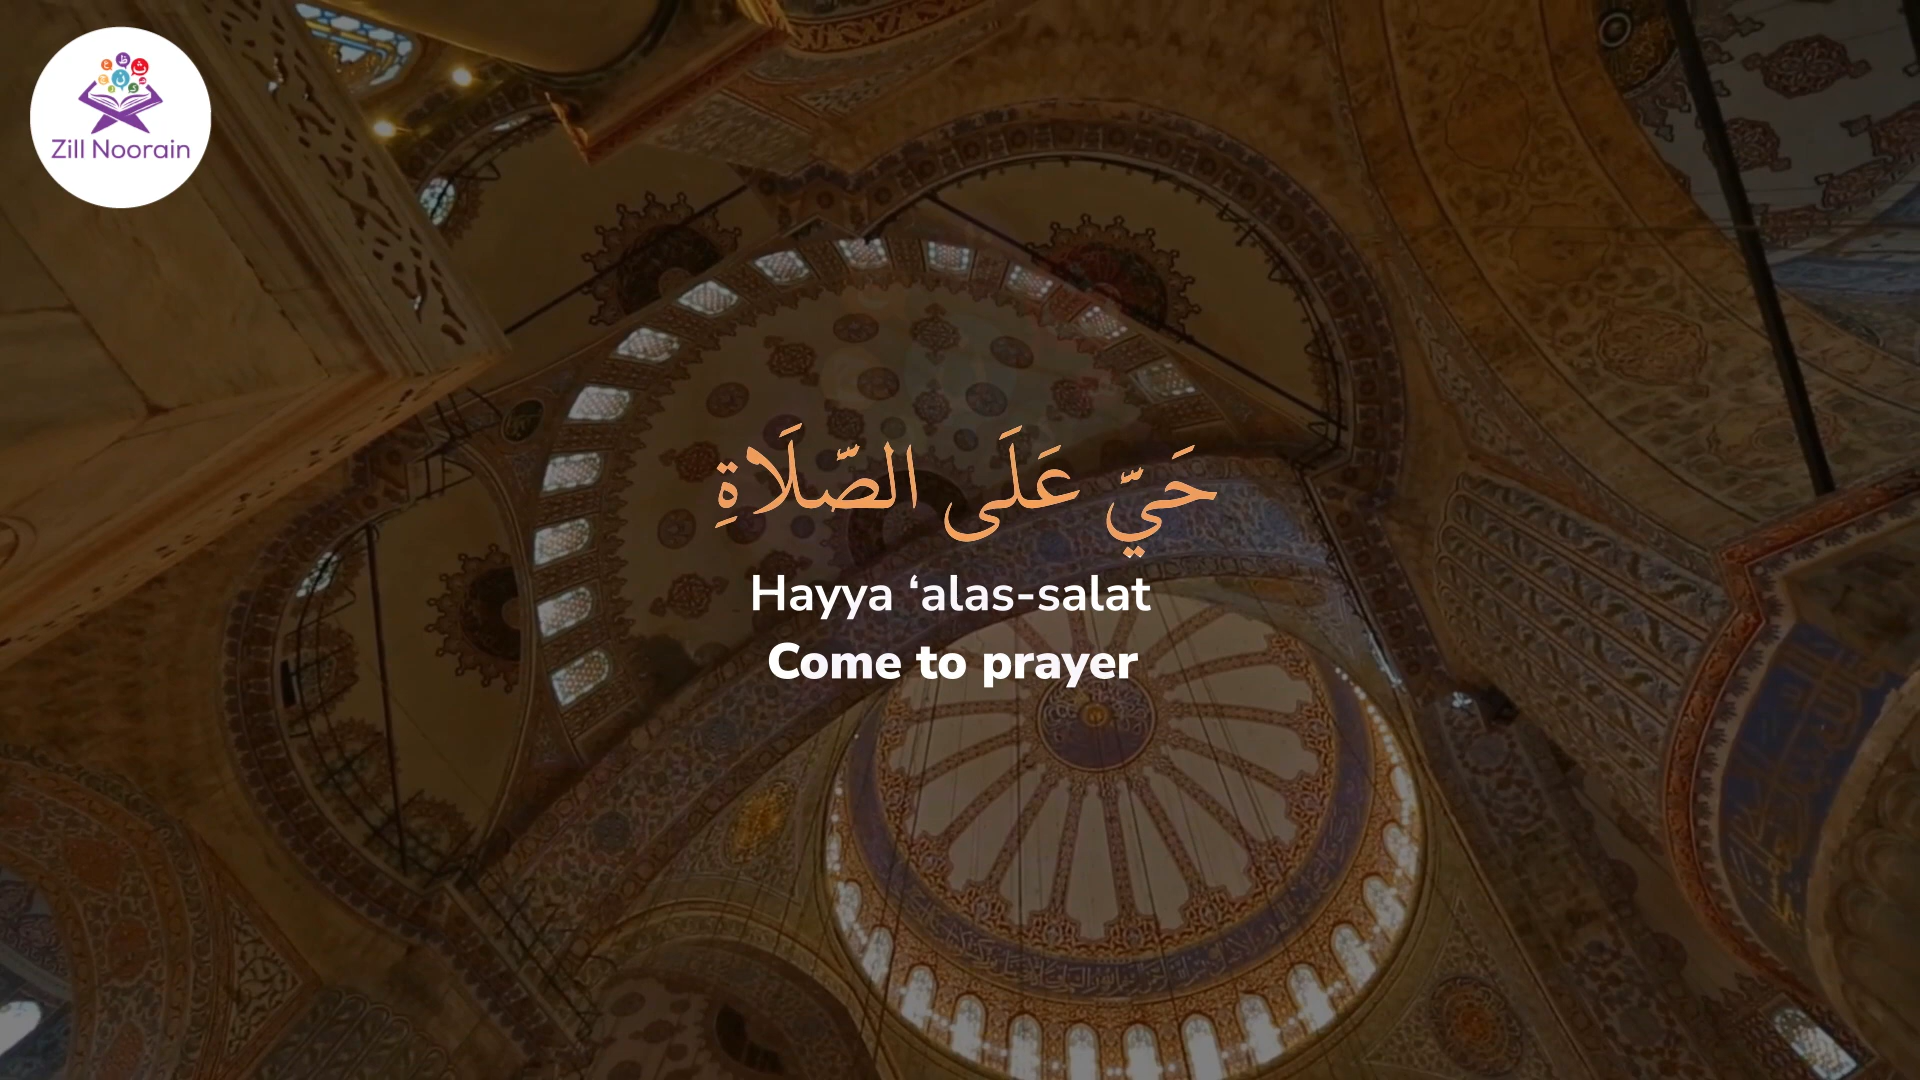 Zill Noorain
حَيَّ عَلَى الصَّلَاةِ
Hayya ‘alas-salat
Come to prayer